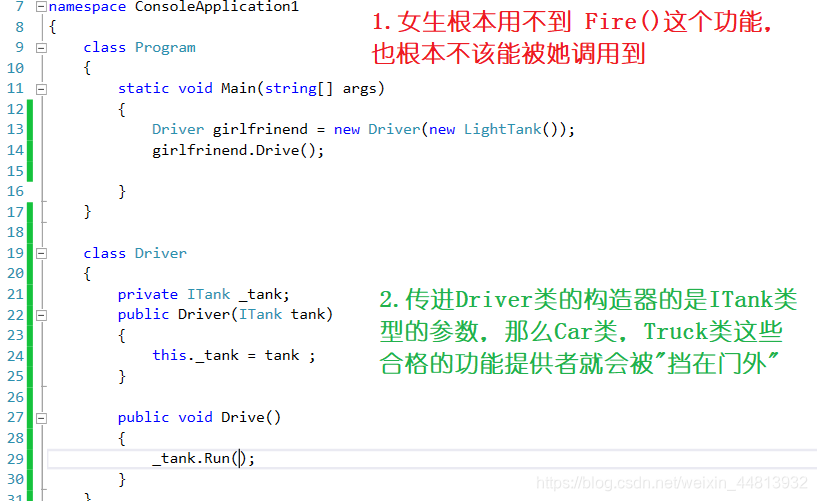 7 namespace ConsoleApplication1
8 {
1.女生根本用不到 Fire()这个功能,
也根本不该能被她调用到
9 class Program
10 {
11 static void Main(string[] args)
12 {
13 Driver girlfrinend = new Driver(new LightTank());
14 girlfrinend.Drive();
15
16 }
17 }
18
19 class Driver
20 {
21 private ITank _tank;
22 public Driver(ITank tank)
23 {
24 this._tank = tank ;
25 }
2.传进Driver类的构造器的是ITank类
型的参数，那么Car类，Truck类这些
合格的功能提供者就会被"挡在门外"
26
27 public void Drive()
28 {
29 _tank.Run();
30 }
31 }
https://blog.csdn.net/weixin_44813932